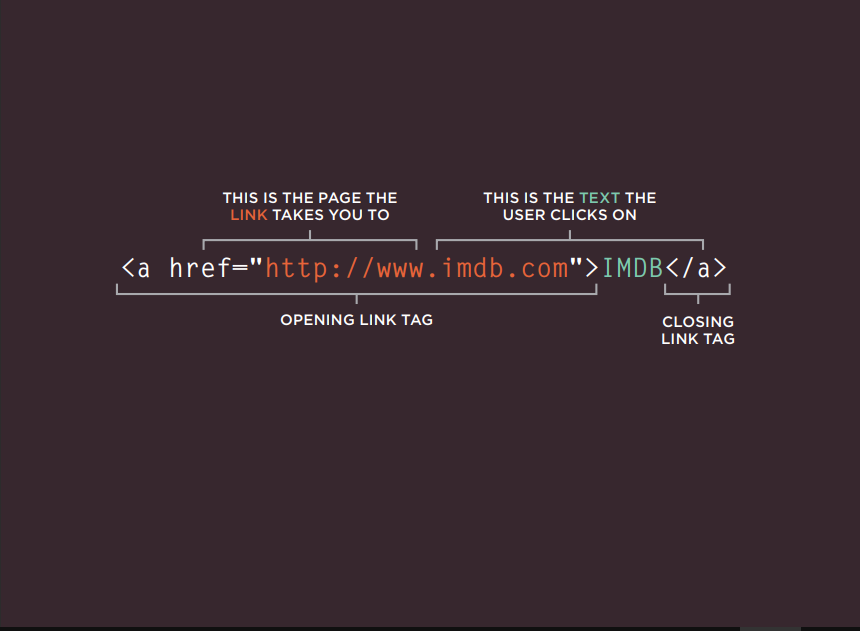 THIS IS THE PAGE THE
LINK TAKES YOU TO
THIS IS THE TEXT THE
USER CLICKS ON
<a href="http://www.imdb.com">IMDB</a>
OPENING LINK TAG
CLOSING
LINK TAG